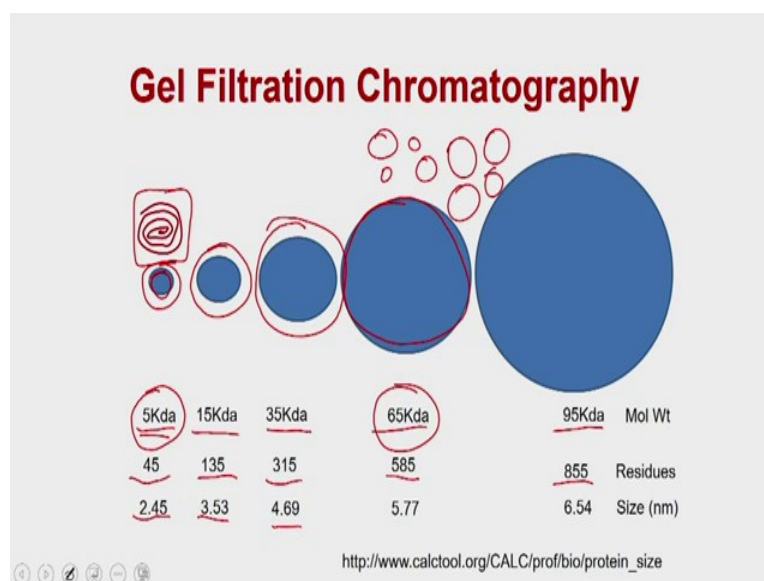 Gel Filtration Chromatography
5Kda 15Kda 35Kda 65Kda 95Kda Mol Wt
45 135 315 585 855 Residues
2.45 3.53 4.69 5.77 6.54 Size (nm)
http://www.calctool.org/CALC/prof/bio/protein_size